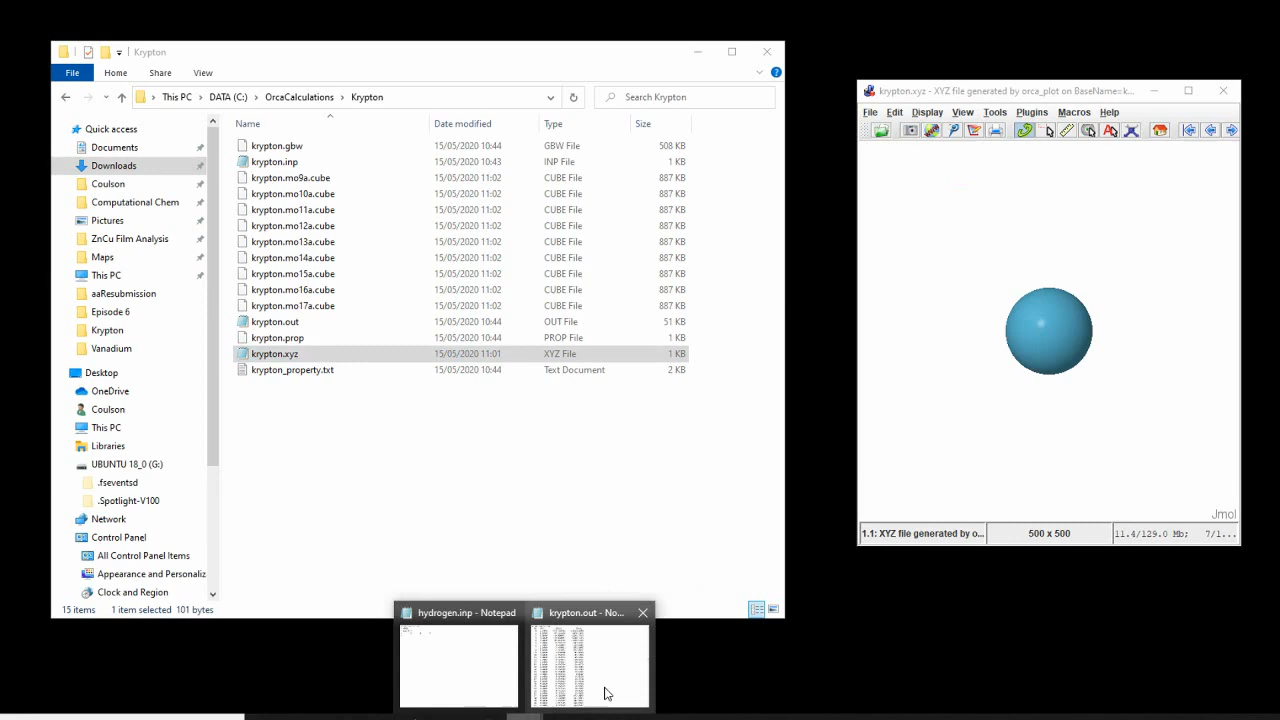 Krypton
File Home Share View
This PC DATA (C:) OrcaCalculations Krypton Search Krypton
Name Date modified Type Size
Quick access
Documents
Downloads
Coulson
Computational Chem
Pictures
ZnCu Film Analysis
Maps
This PC
aaResubmission
Episode 6
Krypton
Vanadium
Desktop
OneDrive
Coulson
This PC
Libraries
UBUNTU 18_0 (G:)
.fseventsd
.Spotlight-V100
Network
Control Panel
All Control Panel Items
Appearance and Personaliz
Clock and Region
krypton.gbw 15/05/2020 10:44 GBW File 508 KB
krypton.inp 15/05/2020 10:43 INP File 1 KB
krypton.mo9a.cube 15/05/2020 11:02 CUBE File 887 KB
krypton.mo10a.cube 15/05/2020 11:02 CUBE File 887 KB
krypton.mo11a.cube 15/05/2020 11:02 CUBE File 887 KB
krypton.mo12a.cube 15/05/2020 11:02 CUBE File 887 KB
krypton.mo13a.cube 15/05/2020 11:02 CUBE File 887 KB
krypton.mo14a.cube 15/05/2020 11:02 CUBE File 887 KB
krypton.mo15a.cube 15/05/2020 11:02 CUBE File 887 KB
krypton.mo16a.cube 15/05/2020 11:02 CUBE File 887 KB
krypton.mo17a.cube 15/05/2020 11:02 CUBE File 887 KB
krypton.out 15/05/2020 10:44 OUT File 51 KB
krypton.prop 15/05/2020 10:44 PROP File 1 KB
krypton.xyz 15/05/2020 11:01 XYZ File 1 KB
krypton_property.txt 15/05/2020 10:44 Text Document 2 KB
15 items 1 item selected 101 bytes
hydrogen.inp - Notepad
krypton.out - No...
krypton.xyz - XYZ file generated by orca_plot on BaseName=k...
File Edit Display View Tools Plugins Macros Help
Jmol
1.1: XYZ file generated by o... 500 x 500 11.4/129.0 Mb; 7/1...